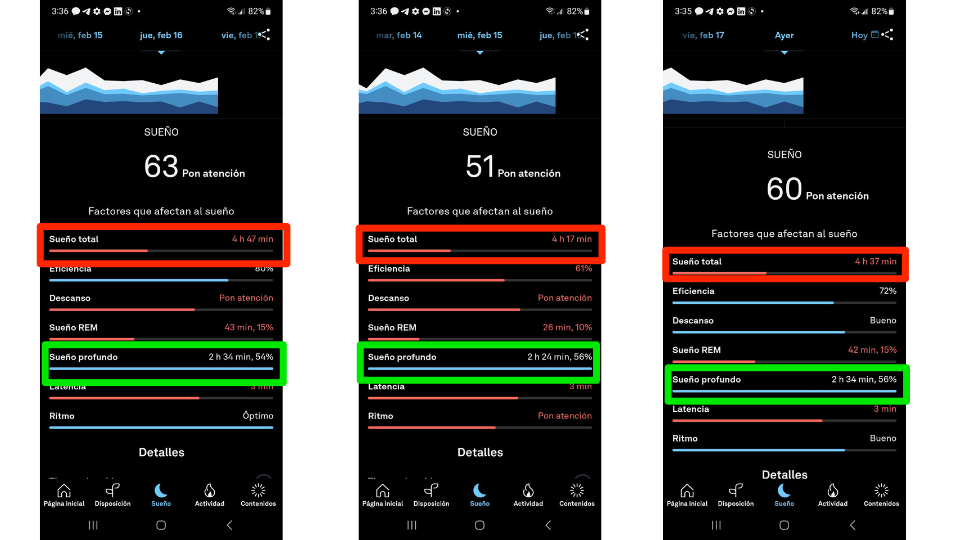 3:36
82%
mié, feb 15 jue, feb 16 vie, feb
SUEÑO
63 Pon atención
Factores que afectan al sueño
Sueño total 4 h 47 min
Eficiencia 80%
Descanso Pon atención
Sueño REM 43 min, 15%
Sueño profundo 2 h 34 min, 54%
Latencia 3 min
Ritmo Óptimo
Detalles
Página inicial Disposición Sueño Actividad Contenidos
3:36
82%
mar, feb 14 mié, feb 15 jue, feb
SUEÑO
51 Pon atención
Factores que afectan al sueño
Sueño total 4 h 17 min
Eficiencia 61%
Descanso Pon atención
Sueño REM 26 min, 10%
Sueño profundo 2 h 24 min, 56%
Latencia 3 min
Ritmo Pon atención
Detalles
Página inicial Disposición Sueño Actividad Contenidos
3:35
82%
vie, feb 17 Ayer Hoy
SUEÑO
60 Pon atención
Factores que afectan al sueño
Sueño total 4 h 37 min
Eficiencia 72%
Descanso Bueno
Sueño REM 42 min, 15%
Sueño profundo 2 h 34 min, 56%
Latencia 3 min
Ritmo Bueno
Detalles
Página inicial Disposición Sueño Actividad Contenidos